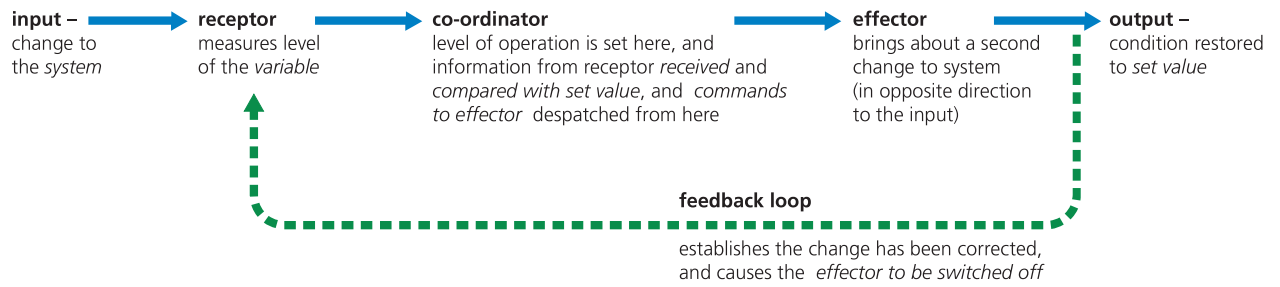 input –
change to
the system
receptor
measures level
of the variable
co-ordinator
level of operation is set here, and
information from receptor received and
compared with set value, and commands
to effector despatched from here
effector
brings about a second
change to system
(in opposite direction
to the input)
output –
condition restored
to set value
feedback loop
establishes the change has been corrected,
and causes the effector to be switched off